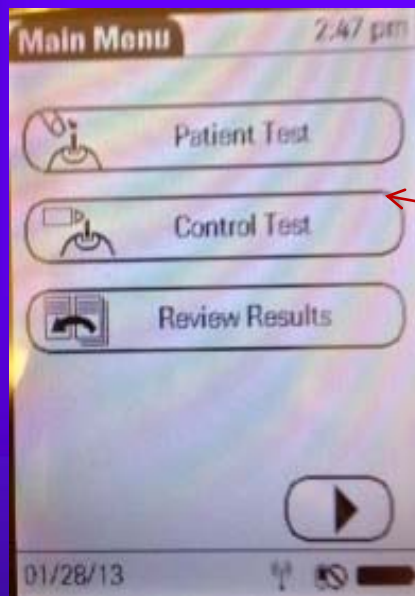 Main Menu 2:47 pm
Patient Test
Control Test
Review Results
01/28/13